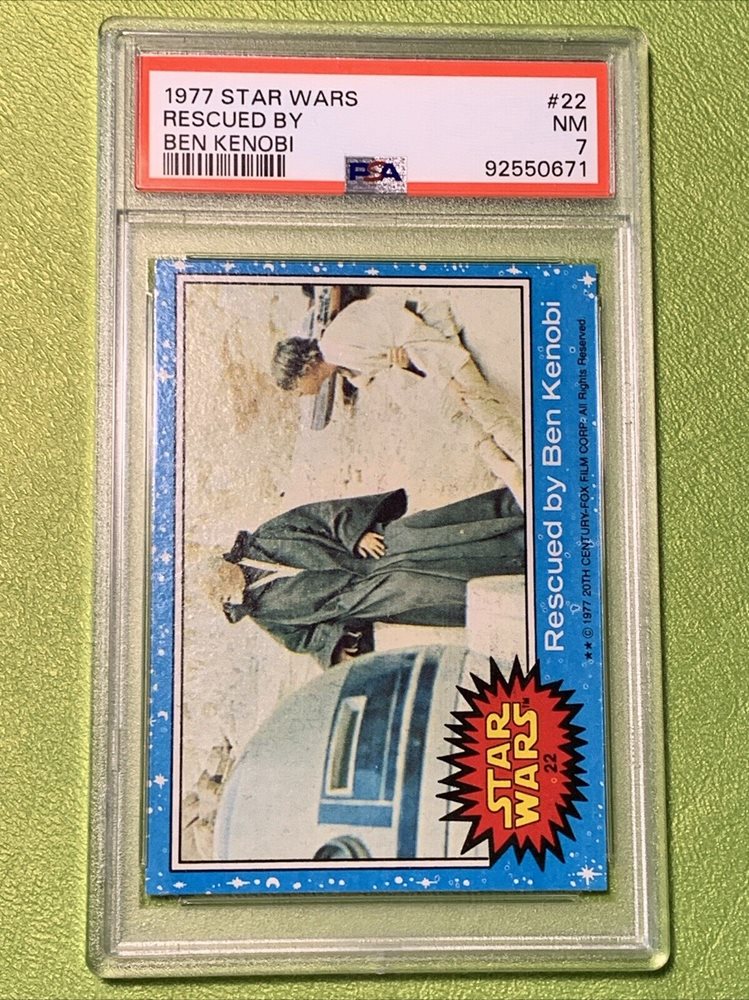 1977 STAR WARS #22
RESCUED BY NM
BEN KENOBI 7
PSA 92550671
Rescued by Ben Kenobi
★★ © 1977 20TH CENTURY-FOX FILM CORP. All Rights Reserved.
STAR
WARS™
22